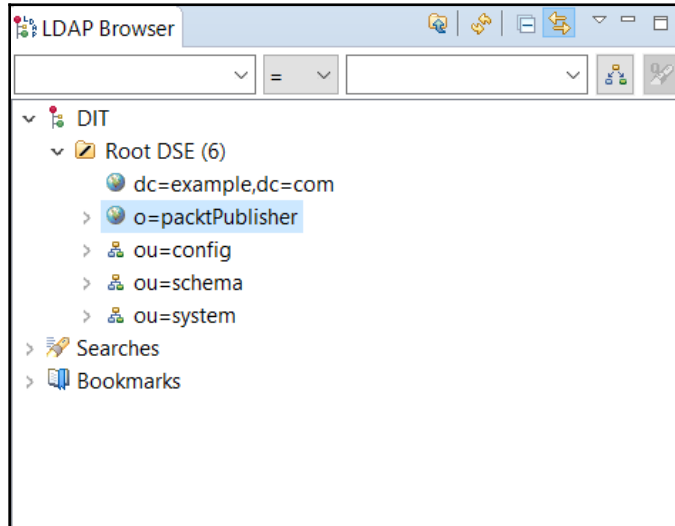 LDAP Browser
=
DIT
Root DSE (6)
dc=example,dc=com
o=packtPublisher
ou=config
ou=schema
ou=system
Searches
Bookmarks